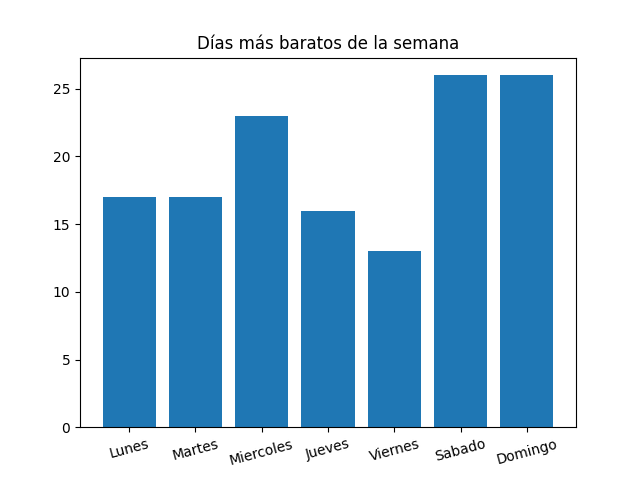 Días más baratos de la semana
25
20
15
10
5
0
Lunes
Martes
Miercoles
Jueves
Viernes
Sabado
Domingo